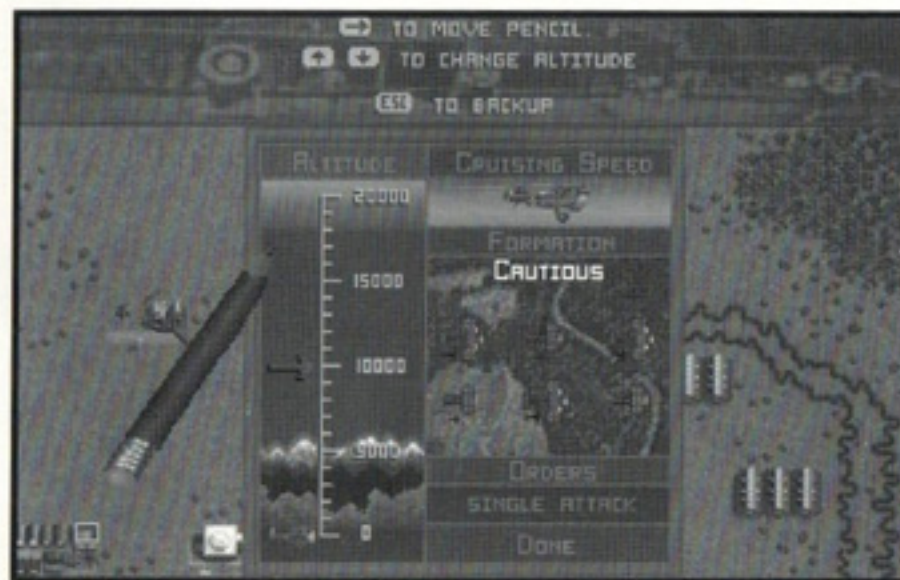 TO MOVE PENCIL.
TO CHANGE ALTITUDE
ESC TO BACKUP
ALTITUDE
20000
15000
10000
5000
0
CRUISING SPEED
FORMATION
CAUTIOUS
ORDERS
SINGLE ATTACK
DONE